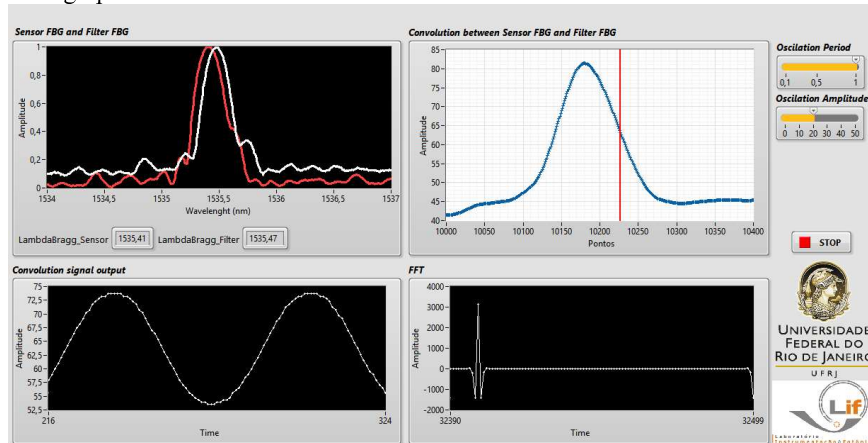 Sensor FBG and Filter FBG
1
0,8
0,6
0,4
0,2
0
Amplitude
1534
1534,5
1535
1535,5
1536
1536,5
1537
Wavelenght (nm)
LambdaBragg_Sensor
1535,41
LambdaBragg_Filter
1535,47
Convolution between Sensor FBG and Filter FBG
85
80
75
70
65
60
55
50
45
40
Amplitude
10000
10050
10100
10150
10200
10250
10300
10350
10400
Pontos
Oscilation Period
0,1
0,5
1
Oscilation Amplitude
0 10 20 30 40 50
STOP
Convolution signal output
75
72,5
70
67,5
65
62,5
60
57,5
55
52,5
Amplitude
216
324
Time
FFT
4000
3000
2000
1000
0
-1000
-2000
Amplitude
32390
32499
Time
UNIVERSIDADE
FEDERAL DO
RIO DE JANEIRO
UFRJ
Lif
Laboratório